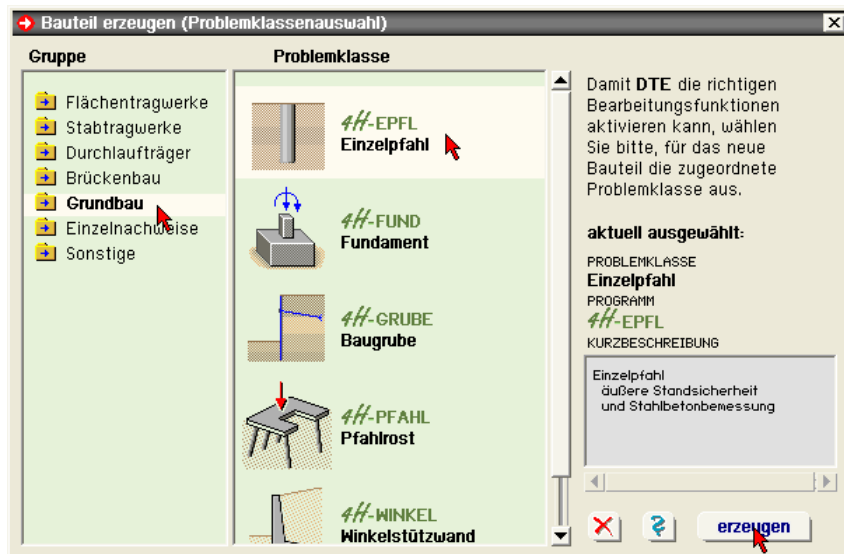 Bauteil erzeugen (Problemklassenauswahl)
Gruppe
Flächentragwerke
Stabtragwerke
Durchlaufträger
Brückenbau
Grundbau
Einzelnachweise
Sonstige
Problemklasse
4H-EPFL
Einzelpfahl
4H-FUND
Fundament
4H-GRUBE
Baugrube
4H-PFAHL
Pfahlrost
4H-WINKEL
Winkelstützwand
Damit DTE die richtigen
Bearbeitungsfunktionen
aktivieren kann, wählen
Sie bitte, für das neue
Bauteil die zugeordnete
Problemklasse aus.
aktuell ausgewählt:
PROBLEMKLASSE
Einzelpfahl
PROGRAMM
4H-EPFL
KURZBESCHREIBUNG
Einzelpfahl
äußere Standsicherheit
und Stahlbetonbemessung
erzeugen